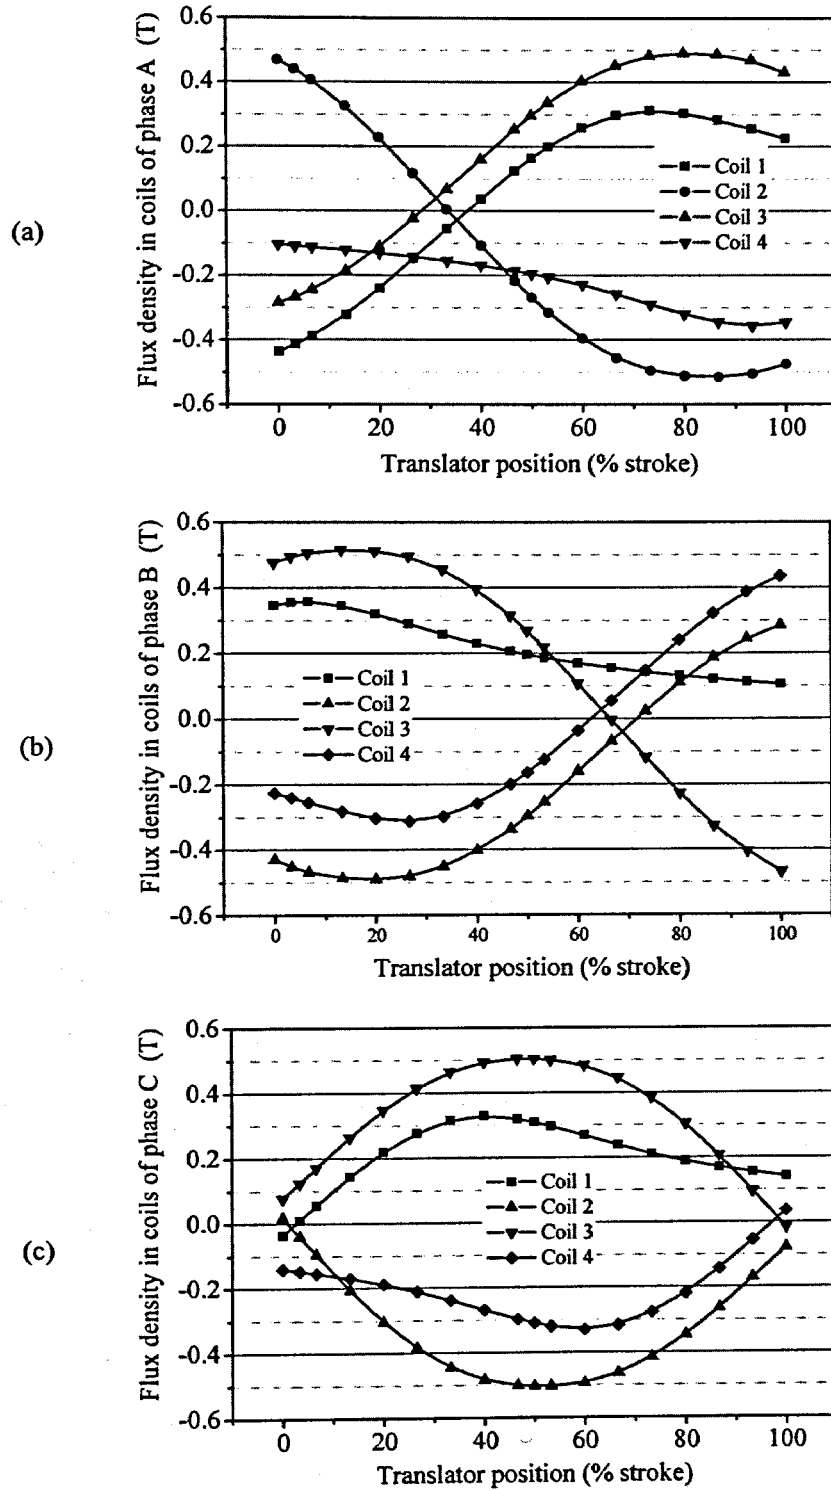 (a)
Flux density in coils of phase A (T)
0.6
0.4
0.2
0.0
-0.2
-0.4
-0.6
Coil 1
Coil 2
Coil 3
Coil 4
0 20 40 60 80 100
Translator position (% stroke)
(b)
Flux density in coils of phase B (T)
0.6
0.4
0.2
0.0
-0.2
-0.4
-0.6
Coil 1
Coil 2
Coil 3
Coil 4
0 20 40 60 80 100
Translator position (% stroke)
(c)
Flux density in coils of phase C (T)
0.6
0.4
0.2
0.0
-0.2
-0.4
-0.6
Coil 1
Coil 2
Coil 3
Coil 4
0 20 40 60 80 100
Translator position (% stroke)